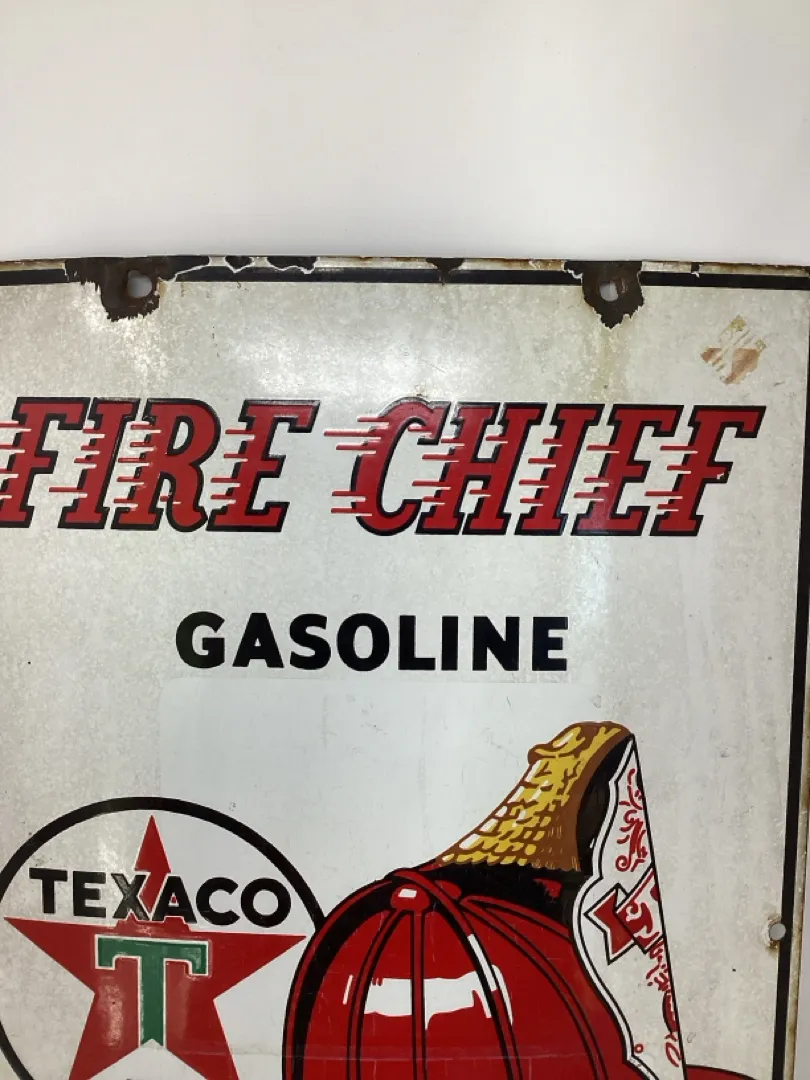 FIRE CHIEF
GASOLINE
TEXACO
T